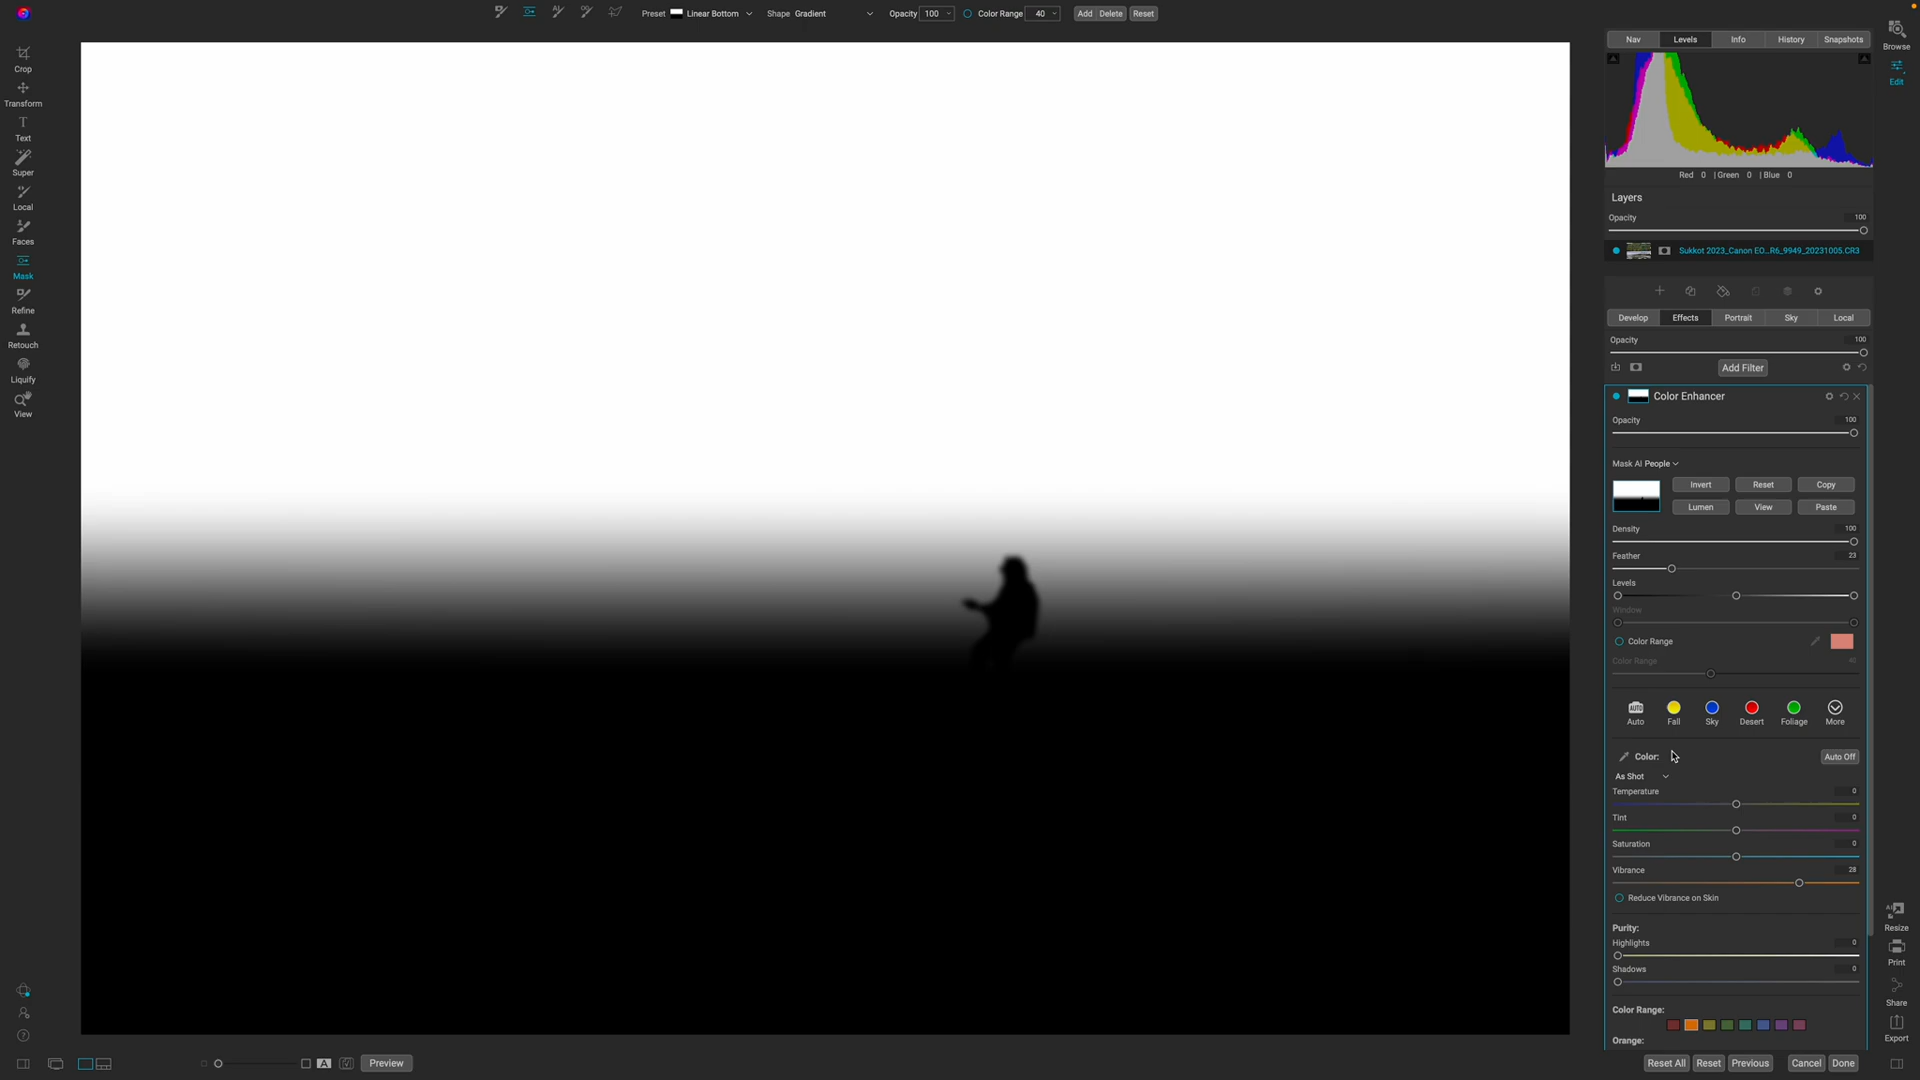 Preset Linear Bottom Shape Gradient Opacity 100 Color Range 40 Add Delete Reset
Crop
Transform
Text
Super
Local
Faces
Mask
Refine
Retouch
Liquify
View
Nav Levels Info History Snapshots
Browse
Edit
Red 0 | Green 0 | Blue 0
Layers
Opacity 100
Sukkot 2023_Canon EO...R6_9949_20231005.CR3
Develop Effects Portrait Sky Local
Opacity 100
Add Filter
Color Enhancer
Opacity 100
Mask AI People
Invert Reset Copy
Lumen View Paste
Density 100
Feather 23
Levels
Window
Color Range
Color Range 40
AUTO
Auto Fall Sky Desert Foliage More
Color: Auto Off
As Shot
Temperature 0
Tint 0
Saturation 0
Vibrance 28
Reduce Vibrance on Skin
Purity:
Highlights 0
Shadows 0
Color Range:
Orange:
AI
Resize
Print
Share
Export
A Preview
Reset All Reset Previous Cancel Done